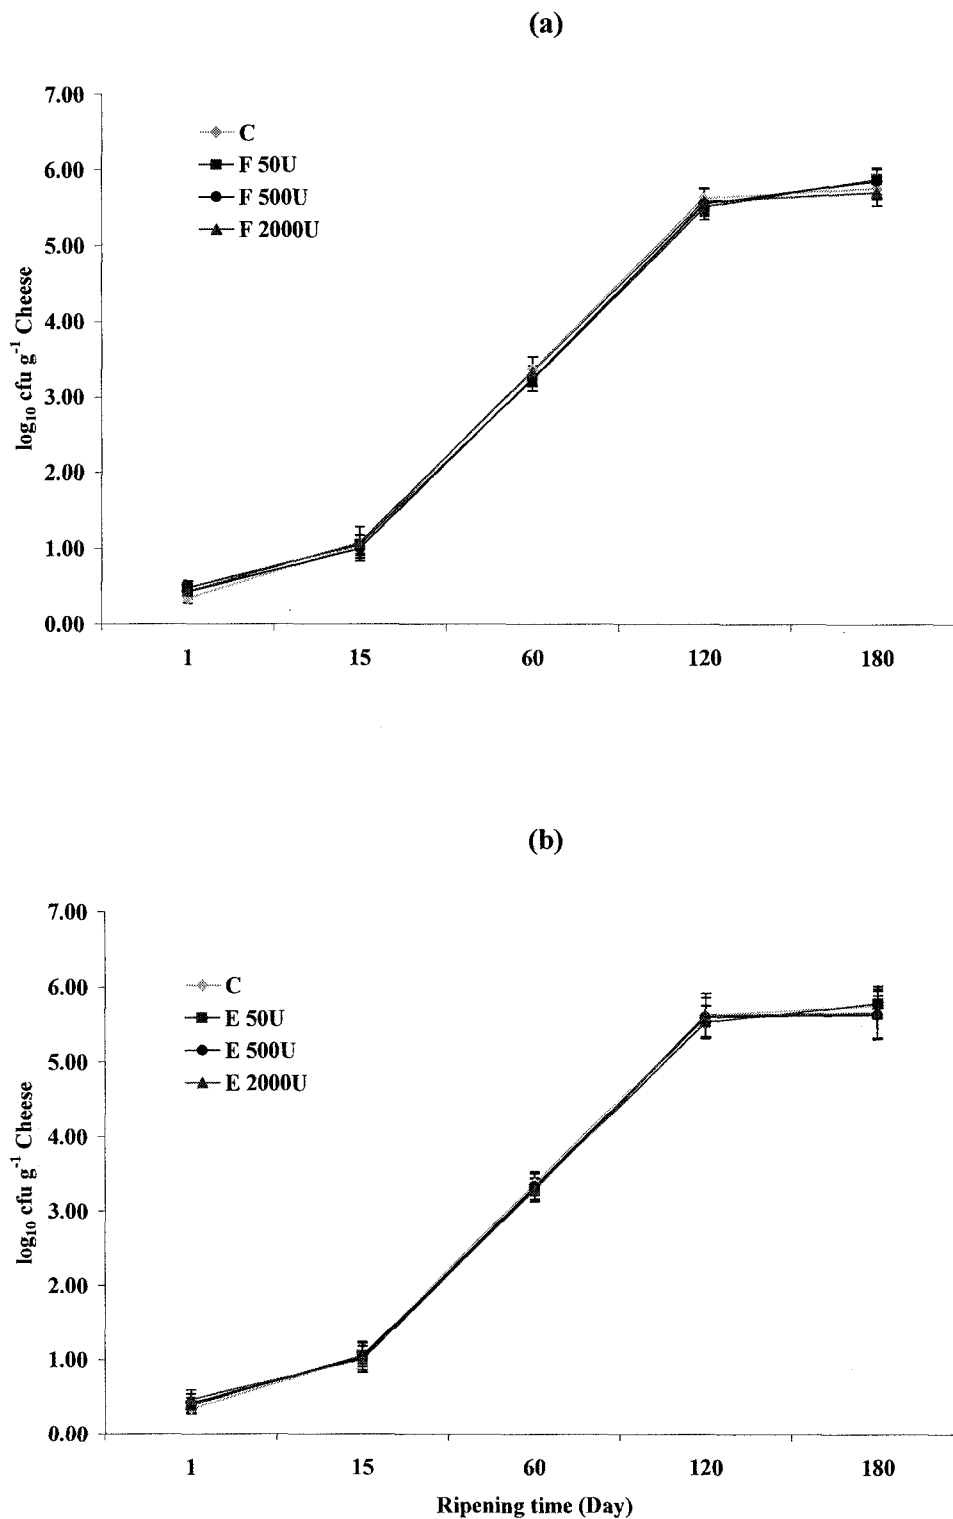 (a)
7.00
6.00
5.00
4.00
3.00
2.00
1.00
0.00
log₁₀ cfu g⁻¹ Cheese
C
F 50U
F 500U
F 2000U
1 15 60 120 180
(b)
7.00
6.00
5.00
4.00
3.00
2.00
1.00
0.00
log₁₀ cfu g⁻¹ Cheese
C
E 50U
E 500U
E 2000U
1 15 60 120 180
Ripening time (Day)